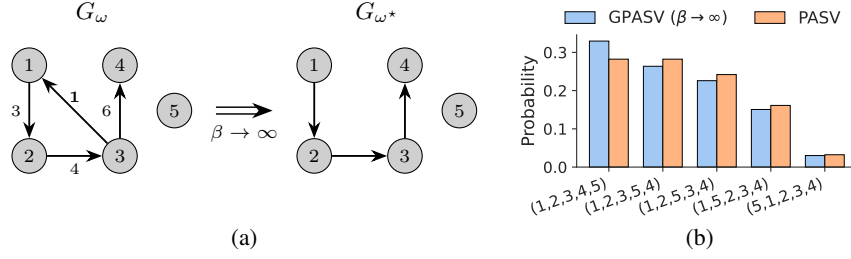 G_ω
G_ω⋆
1
4
1
4
3
1
6
5
β → ∞
5
2
4
3
2
3
(a)
GPASV (β→∞)
PASV
Probability
0.3
0.2
0.1
0.0
(1,2,3,4,5)
(1,2,3,5,4)
(1,2,5,3,4)
(1,5,2,3,4)
(5,1,2,3,4)
(b)